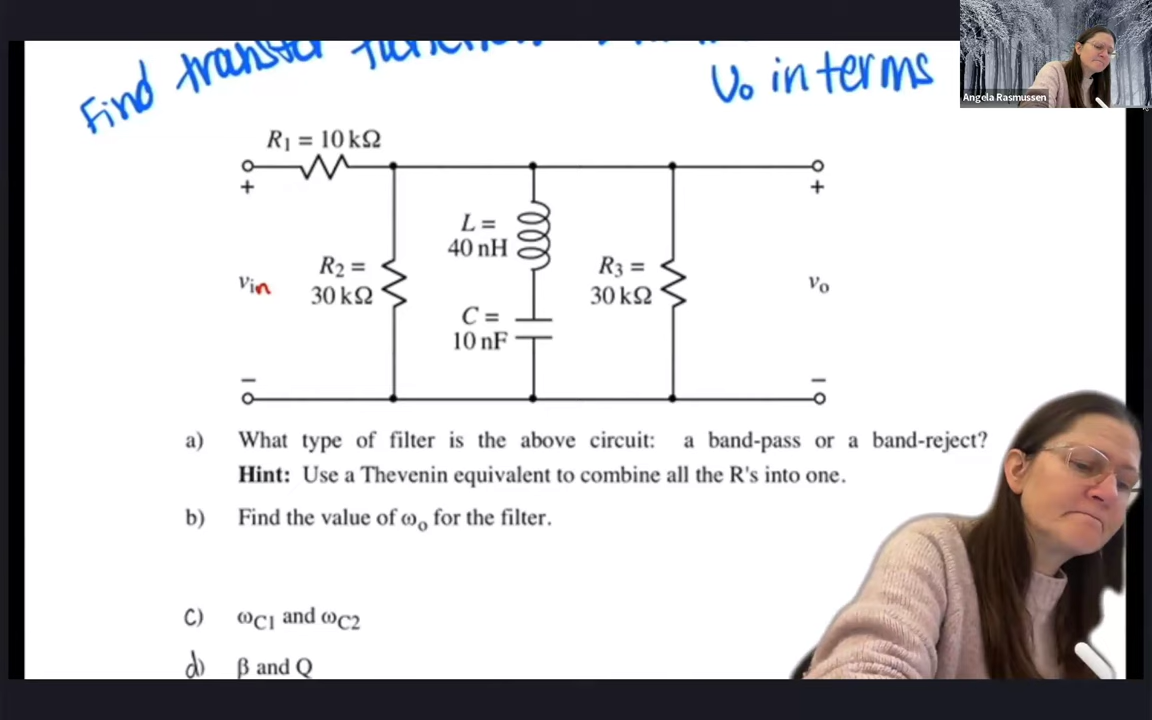 Find transfer function
Vo in terms
Angela Rasmussen
R1 = 10 kΩ
+
+
L =
40 nH
R2 =
30 kΩ
R3 =
30 kΩ
vin
vo
C =
10 nF
−
−
a) What type of filter is the above circuit: a band-pass or a band-reject?
Hint: Use a Thevenin equivalent to combine all the R's into one.
b) Find the value of ωo for the filter.
c) ωC1 and ωC2
d) β and Q